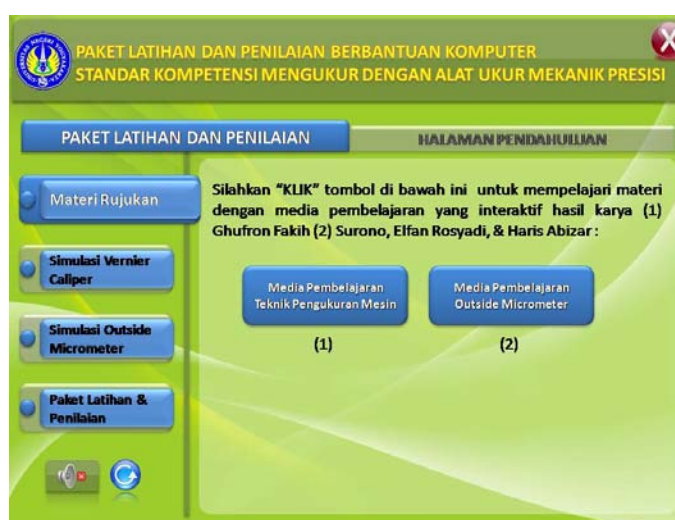 PAKET LATIHAN DAN PENILAIAN BERBANTUAN KOMPUTER
STANDAR KOMPETENSI MENGUKUR DENGAN ALAT UKUR MEKANIK PRESISI
X
PAKET LATIHAN DAN PENILAIAN
HALAMAN PENDAHULUAN
Materi Rujukan
Simulasi Vernier
Caliper
Simulasi Outside
Micrometer
Paket Latihan &
Penilaian
Silahkan “KLIK” tombol di bawah ini untuk mempelajari materi
dengan media pembelajaran yang interaktif hasil karya (1)
Ghufron Fakih (2) Surono, Elfan Rosyadi, & Haris Abizar :
Media Pembelajaran
Teknik Pengukuran Mesin
Media Pembelajaran
Outside Micrometer
(1)
(2)